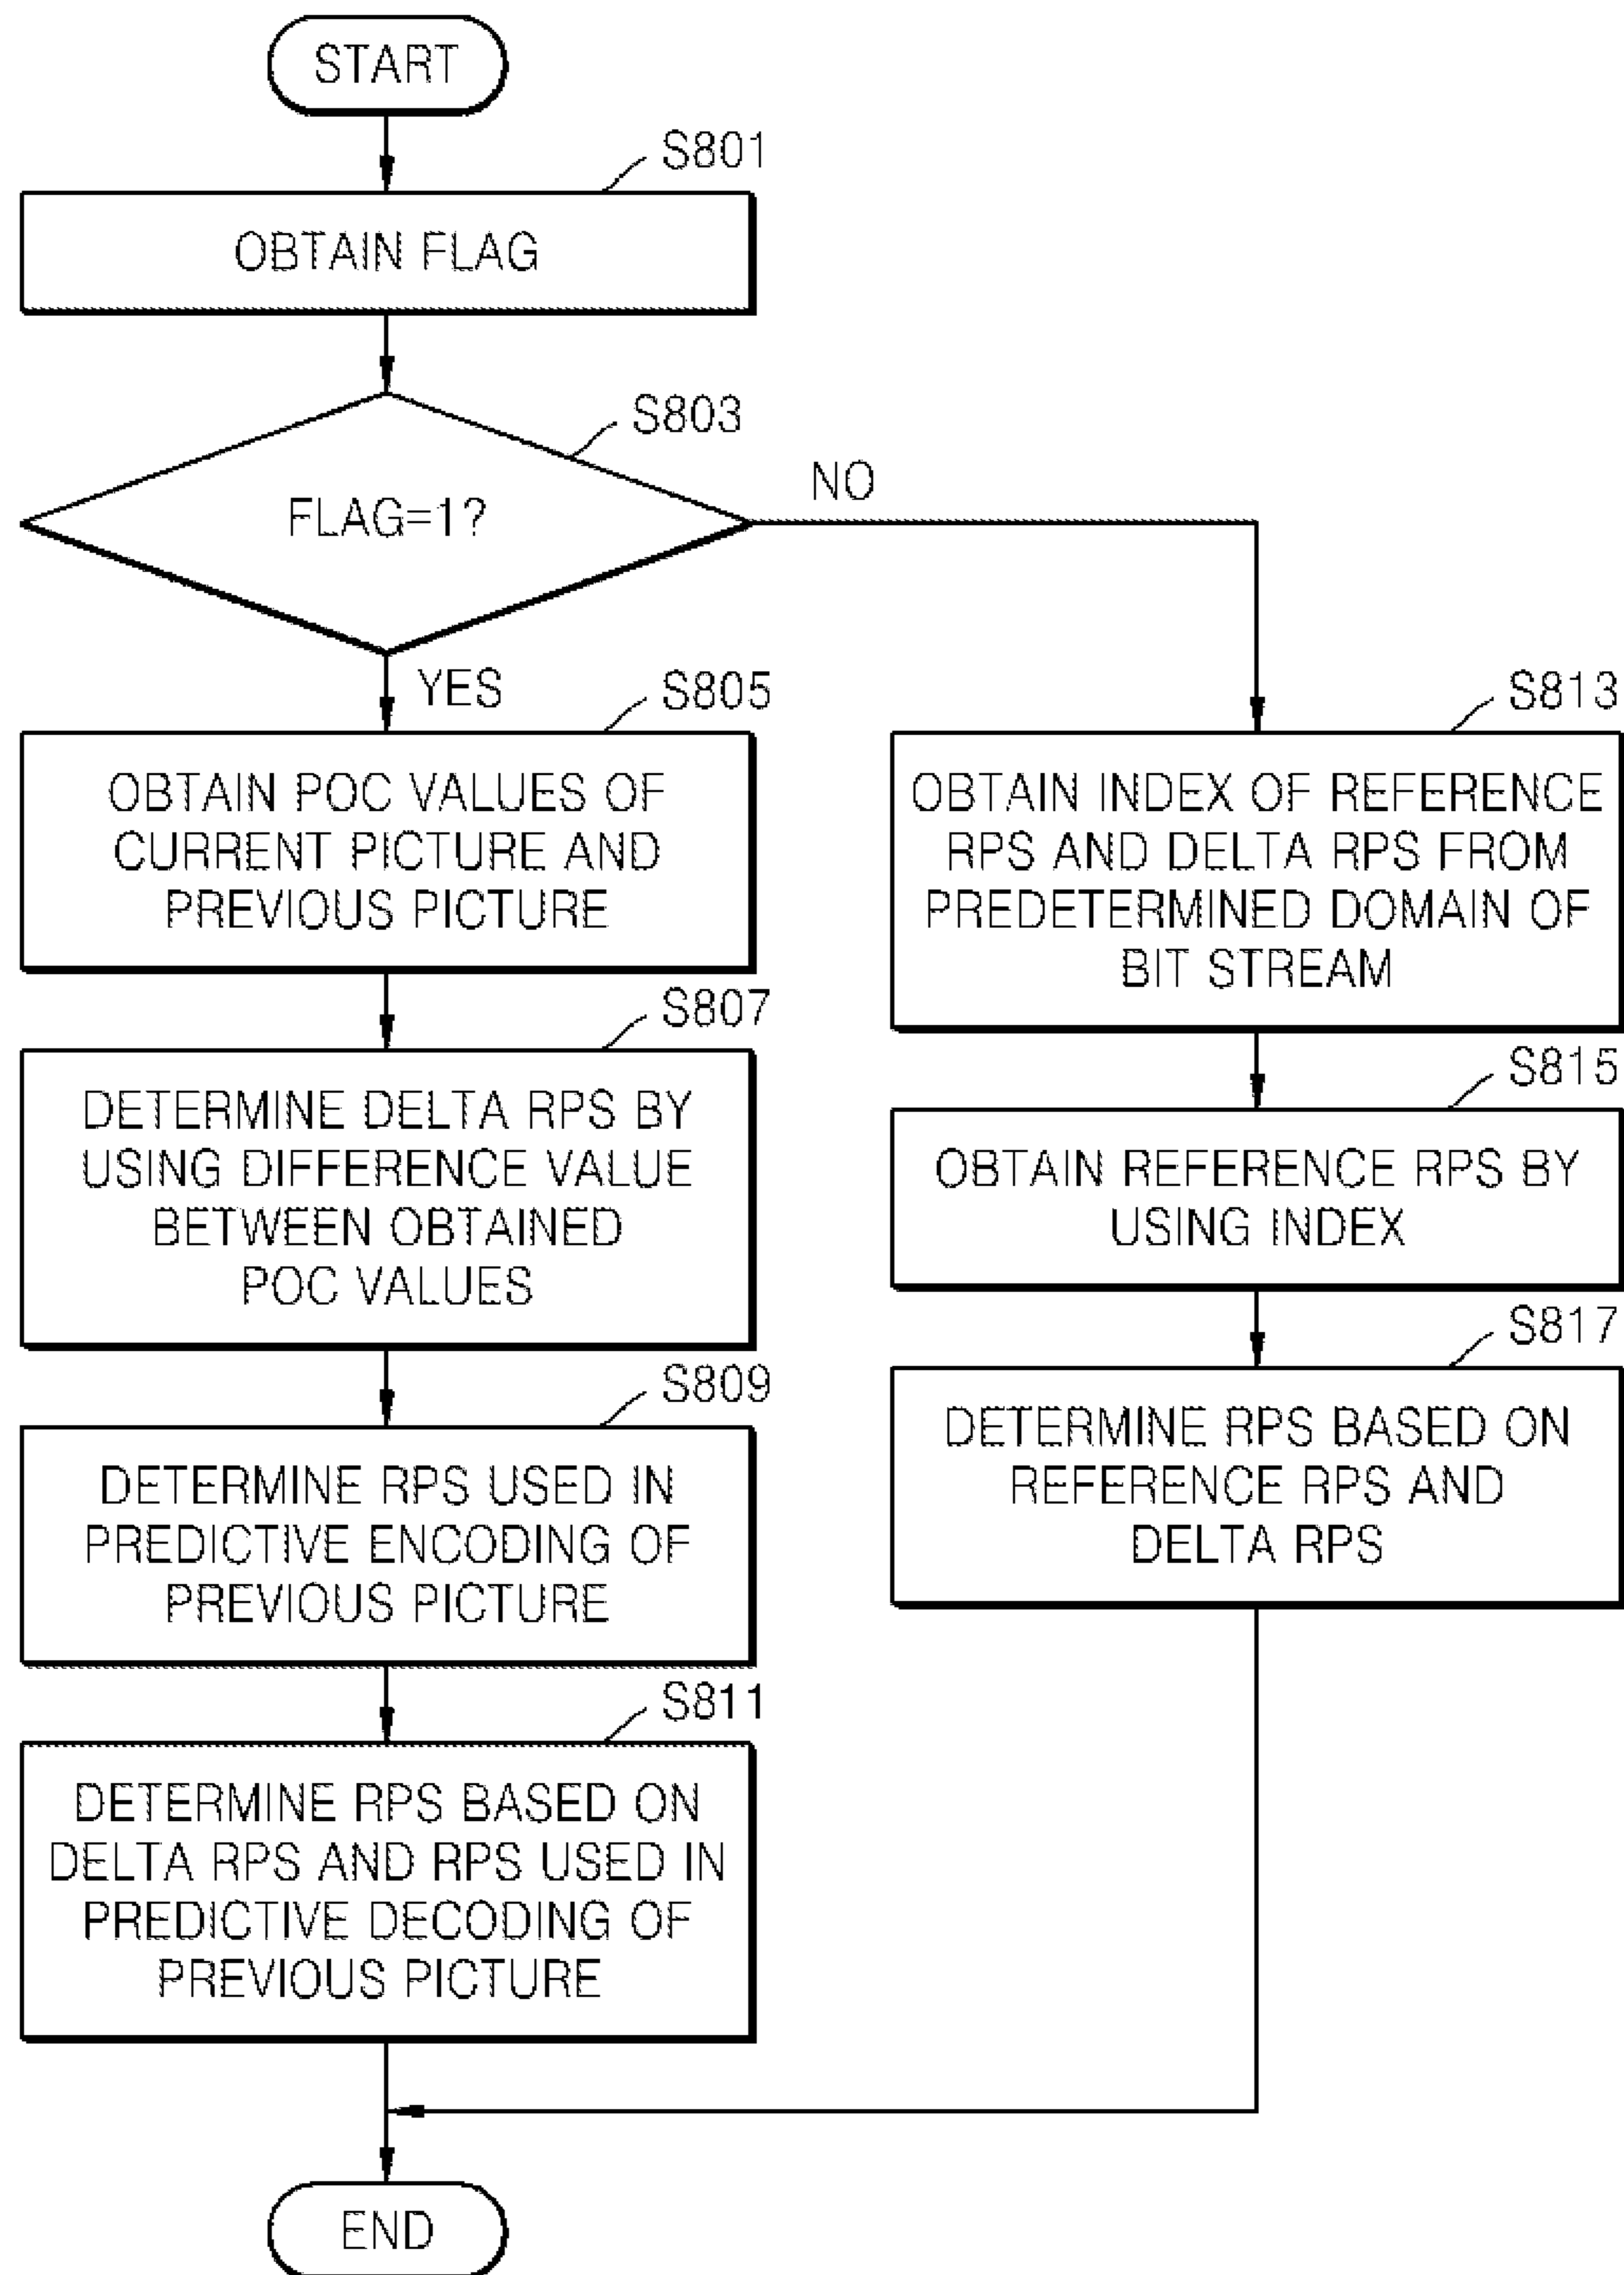 START
S801
OBTAIN FLAG
S803
FLAG=1?
NO
YES
S805
OBTAIN POC VALUES OF
CURRENT PICTURE AND
PREVIOUS PICTURE
S807
DETERMINE DELTA RPS BY
USING DIFFERENCE VALUE
BETWEEN OBTAINED
POC VALUES
S809
DETERMINE RPS USED IN
PREDICTIVE ENCODING OF
PREVIOUS PICTURE
S811
DETERMINE RPS BASED ON
DELTA RPS AND RPS USED IN
PREDICTIVE DECODING OF
PREVIOUS PICTURE
S813
OBTAIN INDEX OF REFERENCE
RPS AND DELTA RPS FROM
PREDETERMINED DOMAIN OF
BIT STREAM
S815
OBTAIN REFERENCE RPS BY
USING INDEX
S817
DETERMINE RPS BASED ON
REFERENCE RPS AND
DELTA RPS
END